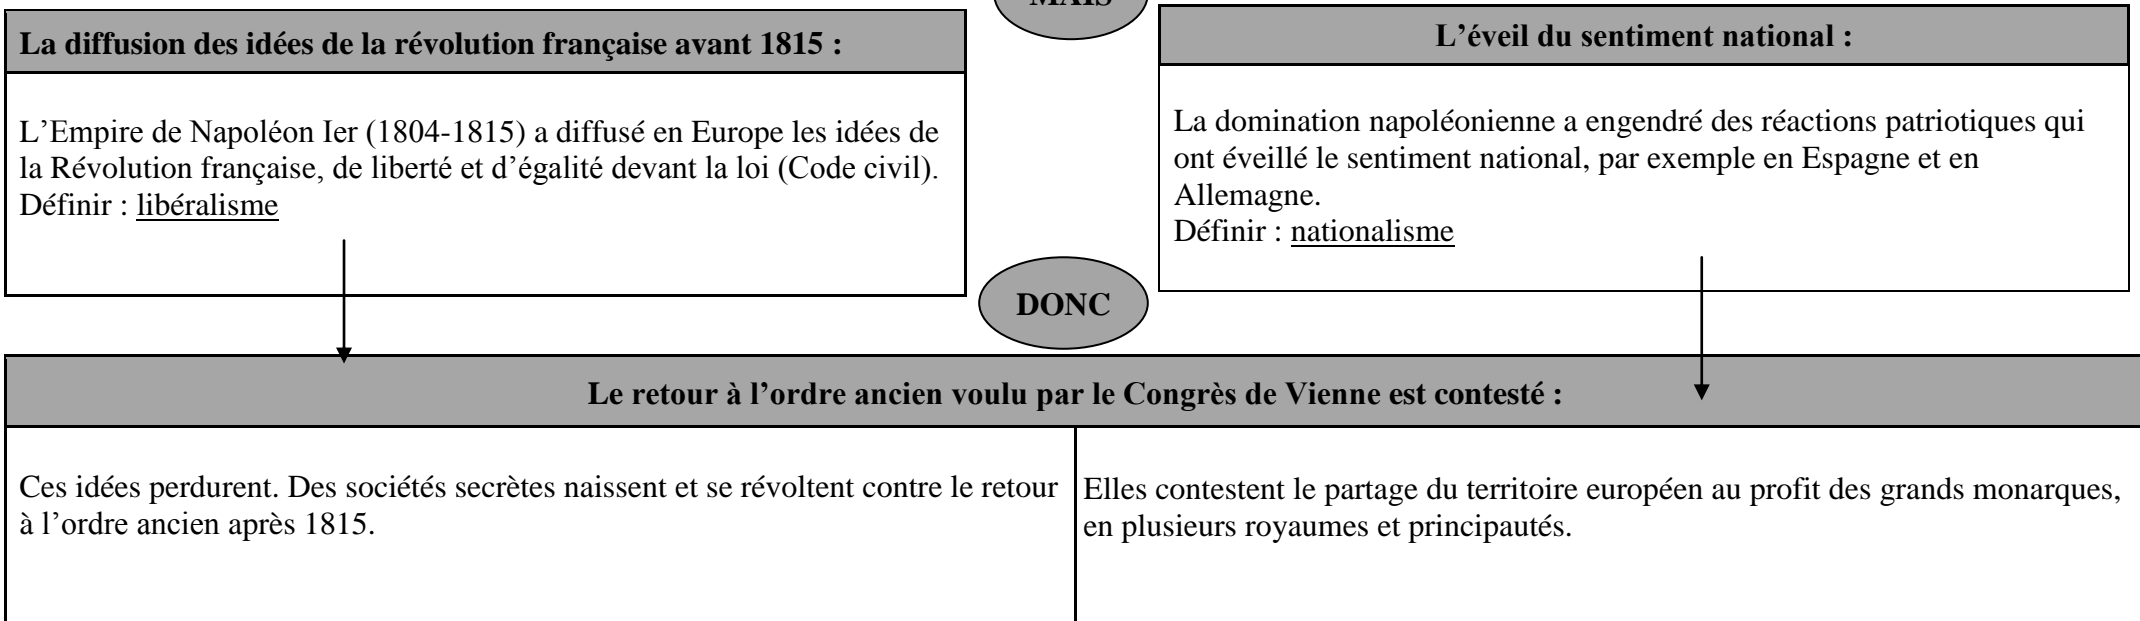 MAIS
La diffusion des idées de la révolution française avant 1815 :
L’Empire de Napoléon Ier (1804-1815) a diffusé en Europe les idées de
la Révolution française, de liberté et d’égalité devant la loi (Code civil).
Définir : libéralisme
L’éveil du sentiment national :
La domination napoléonienne a engendré des réactions patriotiques qui
ont éveillé le sentiment national, par exemple en Espagne et en
Allemagne.
Définir : nationalisme
DONC
Le retour à l’ordre ancien voulu par le Congrès de Vienne est contesté :
Ces idées perdurent. Des sociétés secrètes naissent et se révoltent contre le retour
à l’ordre ancien après 1815.
Elles contestent le partage du territoire européen au profit des grands monarques,
en plusieurs royaumes et principautés.